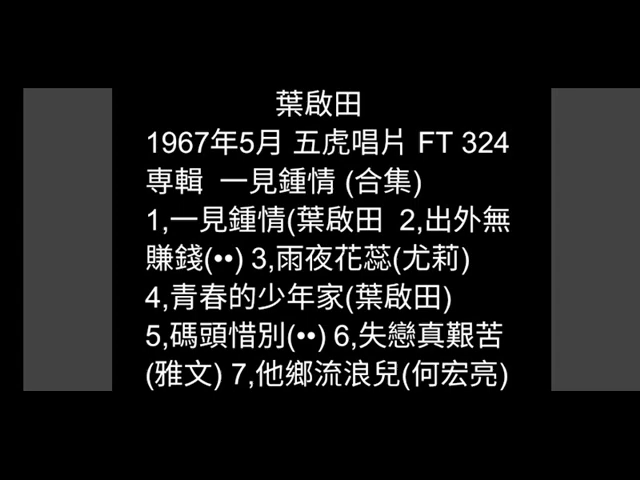 葉啟田
1967年5月 五虎唱片 FT 324
專輯 一見鍾情 (合集)
1,一見鍾情(葉啟田 2,出外無
賺錢(••) 3,雨夜花蕊(尤莉)
4,青春的少年家(葉啟田)
5,碼頭惜別(••) 6,失戀真艱苦
(雅文) 7,他鄉流浪兒(何宏亮)